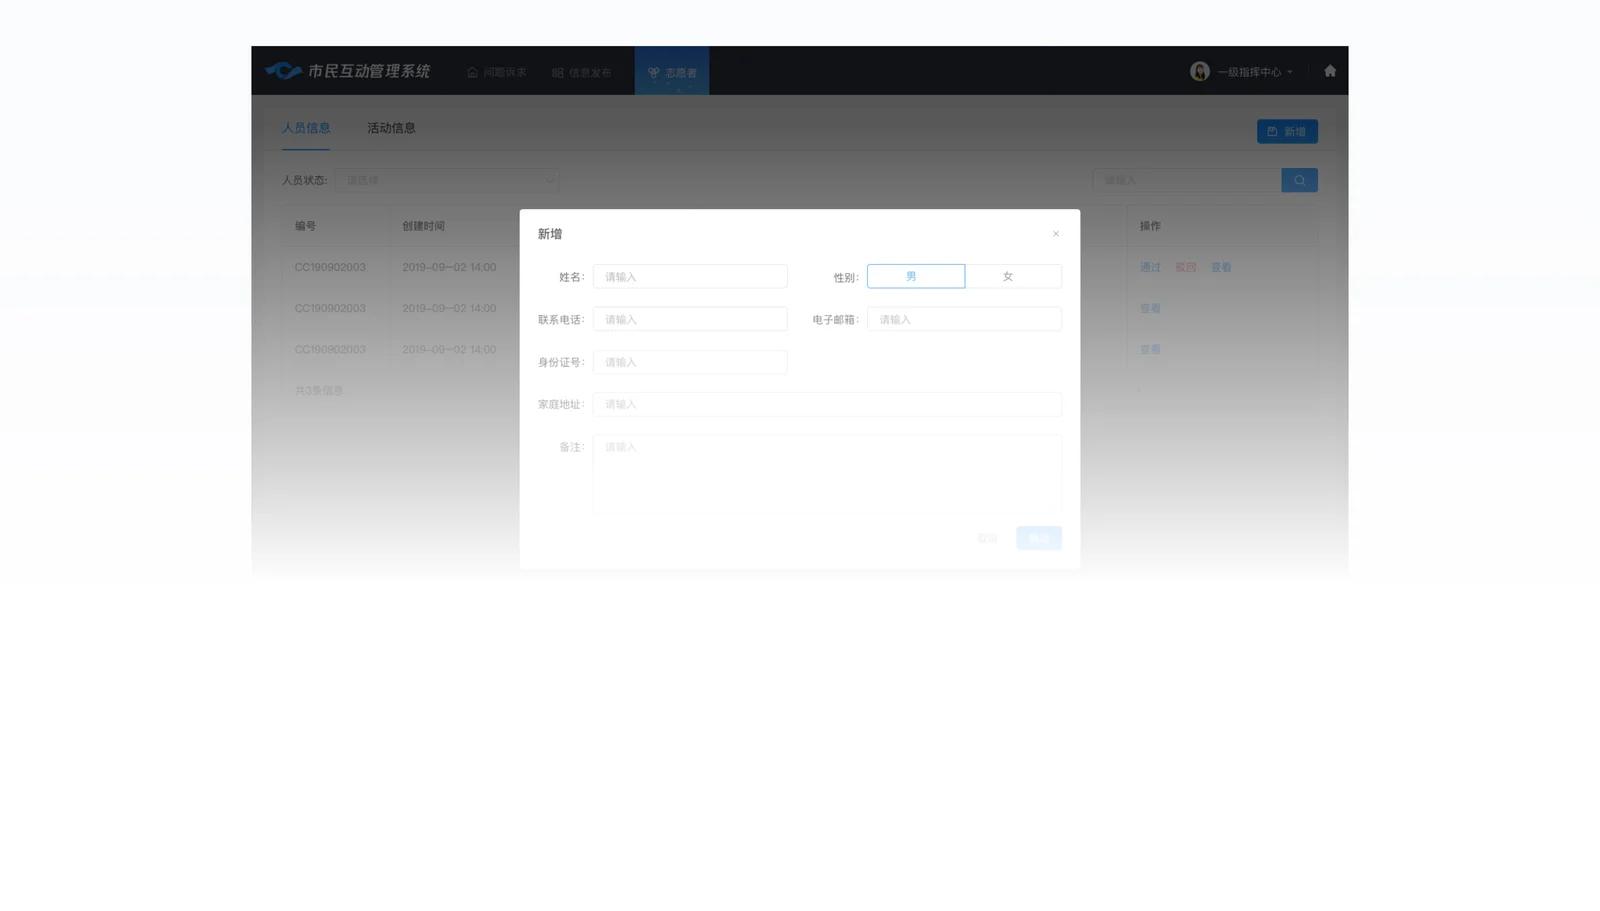 市民互动管理系统 问题诉求 信息发布 志愿者 一级指挥中心
人员信息 活动信息 新增
人员状态: 请选择 请输入
编号 创建时间 操作
CC190902003 2019-09-02 14:00 通过 驳回 查看
CC190902003 2019-09-02 14:00 查看
CC190902003 2019-09-02 14:00 查看
共3条信息
新增 ×
姓名: 请输入 性别: 男 女
联系电话: 请输入 电子邮箱: 请输入
身份证号: 请输入
家庭地址: 请输入
备注: 请输入
取消